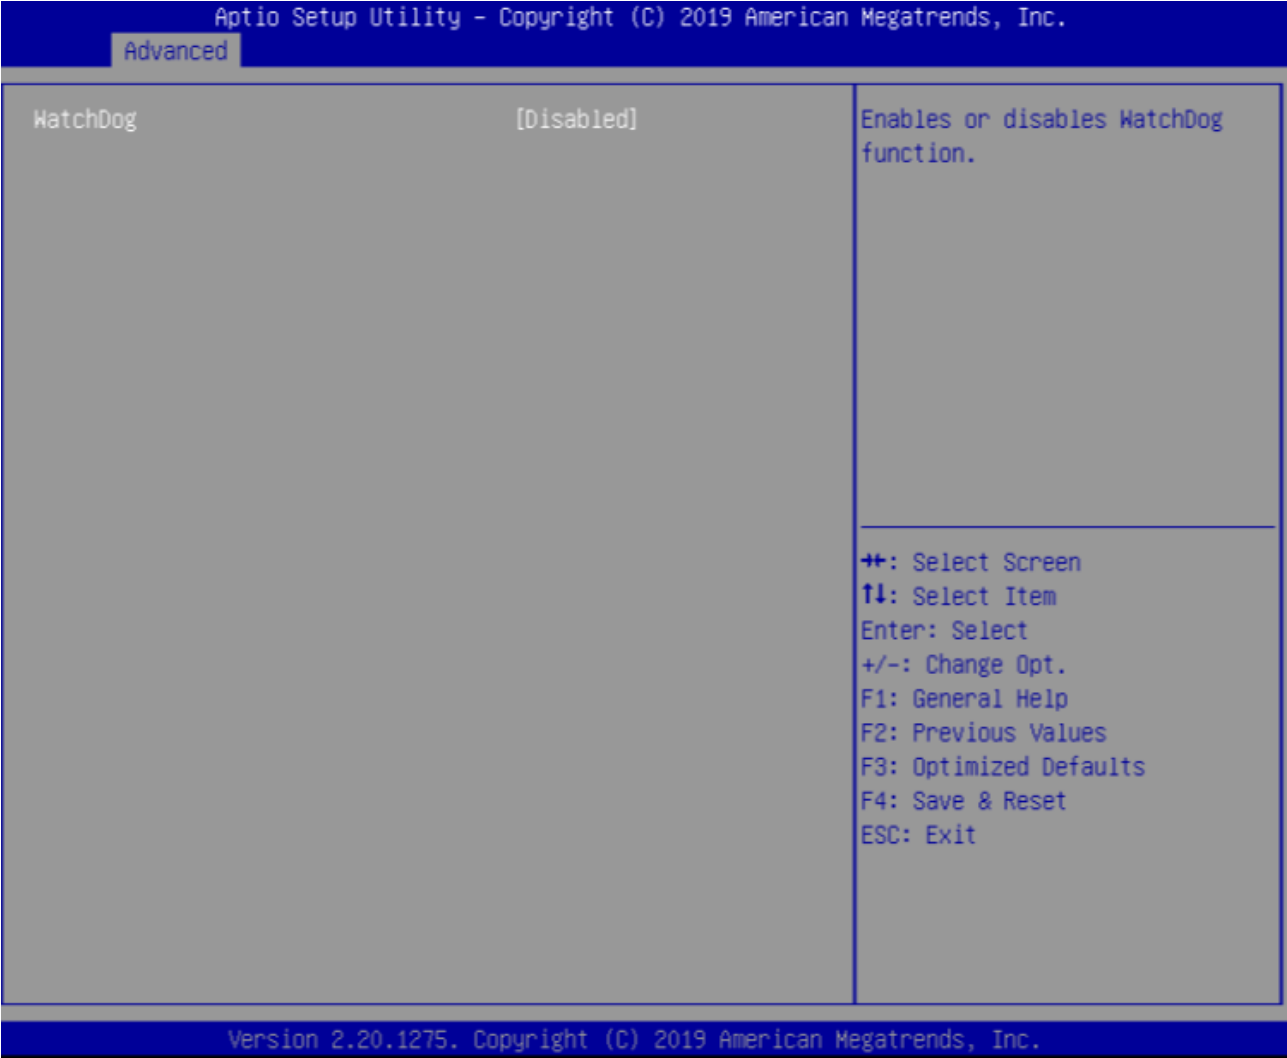 Aptio Setup Utility – Copyright (C) 2019 American Megatrends, Inc.
Advanced
WatchDog [Disabled]
Enables or disables WatchDog
function.
→←: Select Screen
↑↓: Select Item
Enter: Select
+/-: Change Opt.
F1: General Help
F2: Previous Values
F3: Optimized Defaults
F4: Save & Reset
ESC: Exit
Version 2.20.1275. Copyright (C) 2019 American Megatrends, Inc.